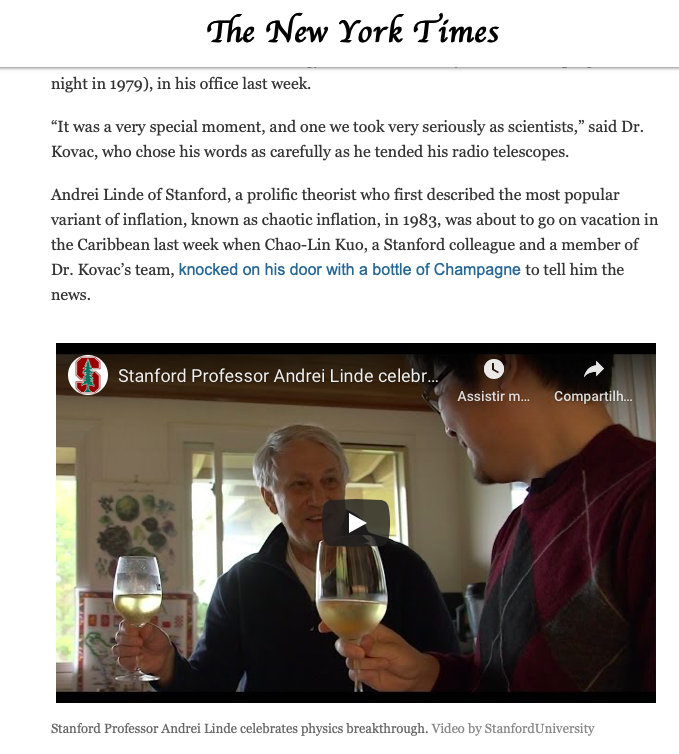 The New York Times
night in 1979), in his office last week.
“It was a very special moment, and one we took very seriously as scientists,” said Dr.
Kovac, who chose his words as carefully as he tended his radio telescopes.
Andrei Linde of Stanford, a prolific theorist who first described the most popular
variant of inflation, known as chaotic inflation, in 1983, was about to go on vacation in
the Caribbean last week when Chao-Lin Kuo, a Stanford colleague and a member of
Dr. Kovac’s team, knocked on his door with a bottle of Champagne to tell him the
news.
Stanford Professor Andrei Linde celebr...
Assistir m...
Compartilh...
Stanford Professor Andrei Linde celebrates physics breakthrough. Video by StanfordUniversity